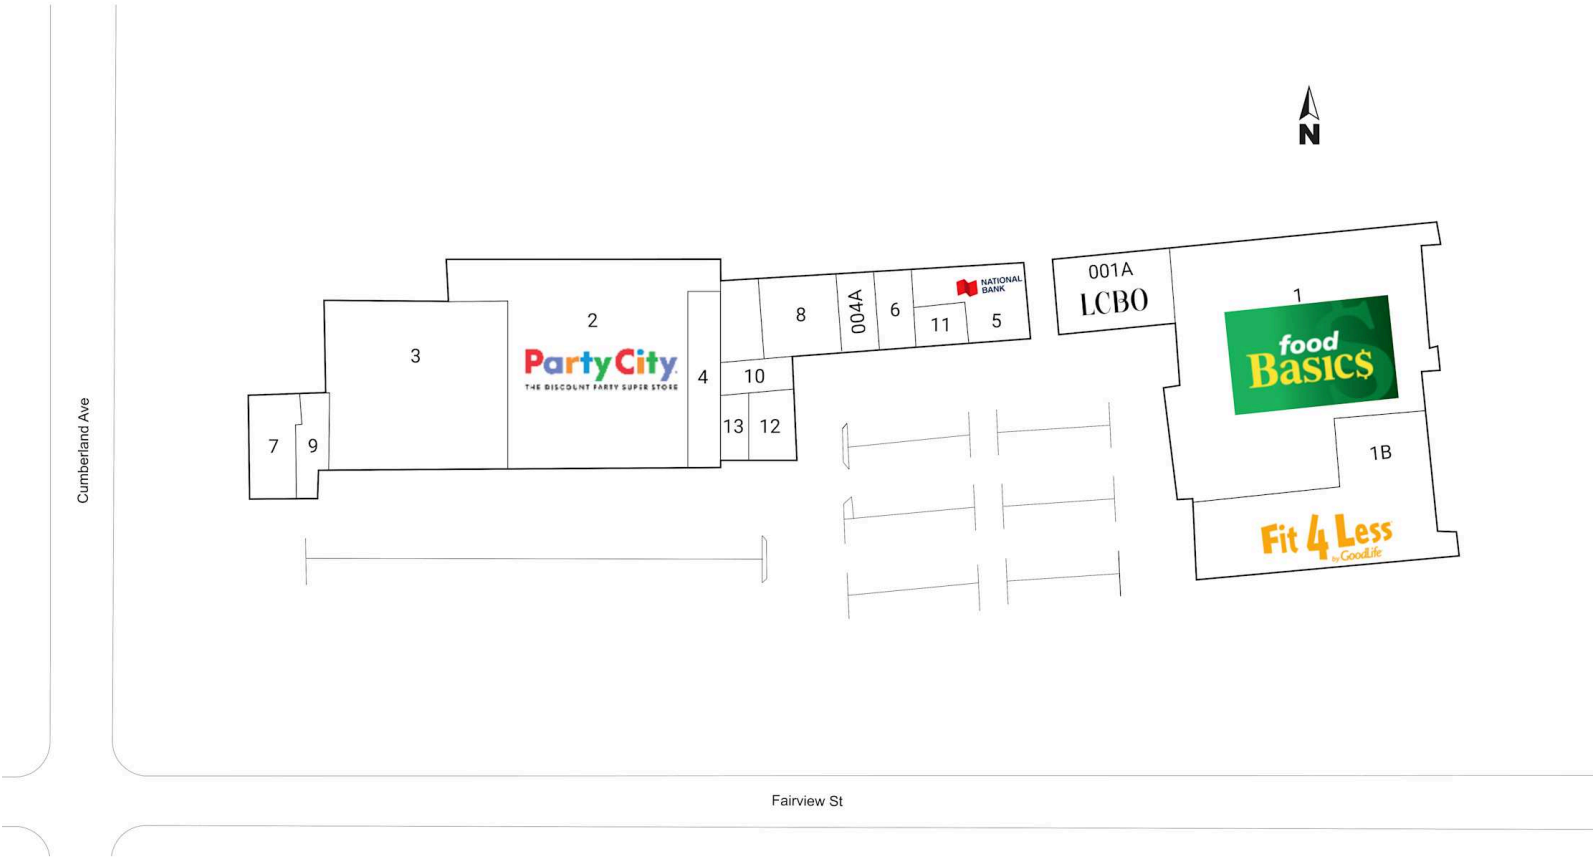 Cumberland Ave
7
9
3
2
Party City.
THE DISCOUNT PARTY SUPER STORE
4
10
13
12
8
004A
6
NATIONAL
BANK
11
5
001A
LCBO
1
food
Basic$
1B
Fit 4 Less
by GoodLife
N
Fairview St